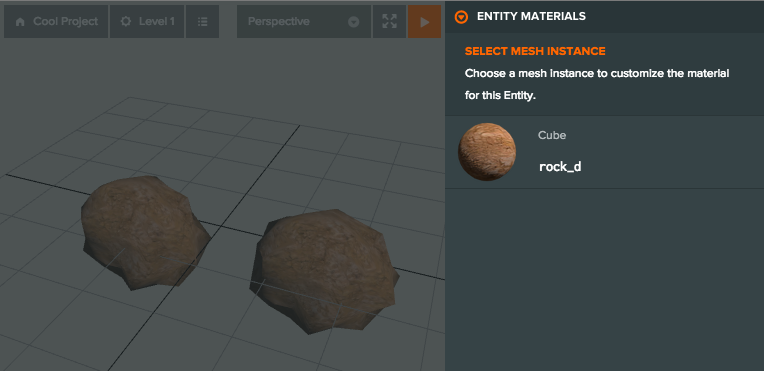 Cool Project
Level 1
Perspective
ENTITY MATERIALS
SELECT MESH INSTANCE
Choose a mesh instance to customize the material
for this Entity.
Cube
rock_d